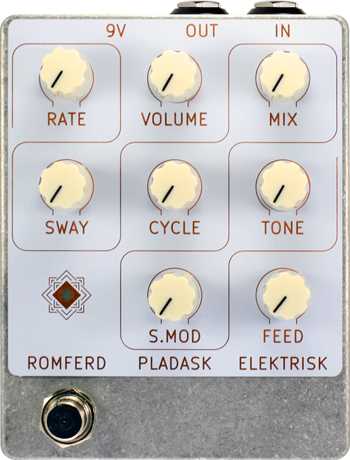 9V OUT IN
RATE VOLUME MIX
SWAY CYCLE TONE
S.MOD FEED
ROMFERD PLADASK ELEKTRISK